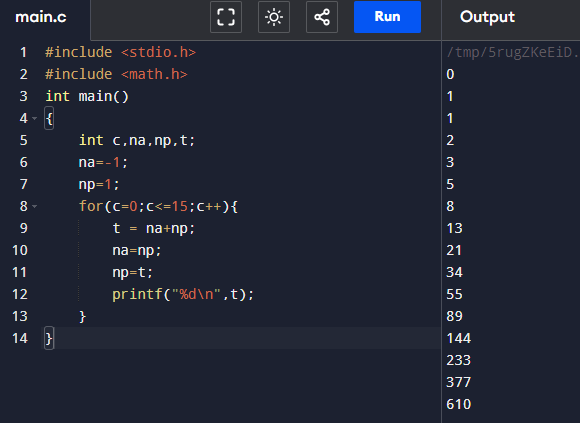 main.c Run Output
1 #include <stdio.h>
2 #include <math.h>
3 int main()
4 {
5     int c,na,np,t;
6     na=-1;
7     np=1;
8     for(c=0;c<=15;c++){
9         t = na+np;
10         na=np;
11         np=t;
12         printf("%d\n",t);
13     }
14 }
/tmp/5rugZKeEiD.
0
1
1
2
3
5
8
13
21
34
55
89
144
233
377
610